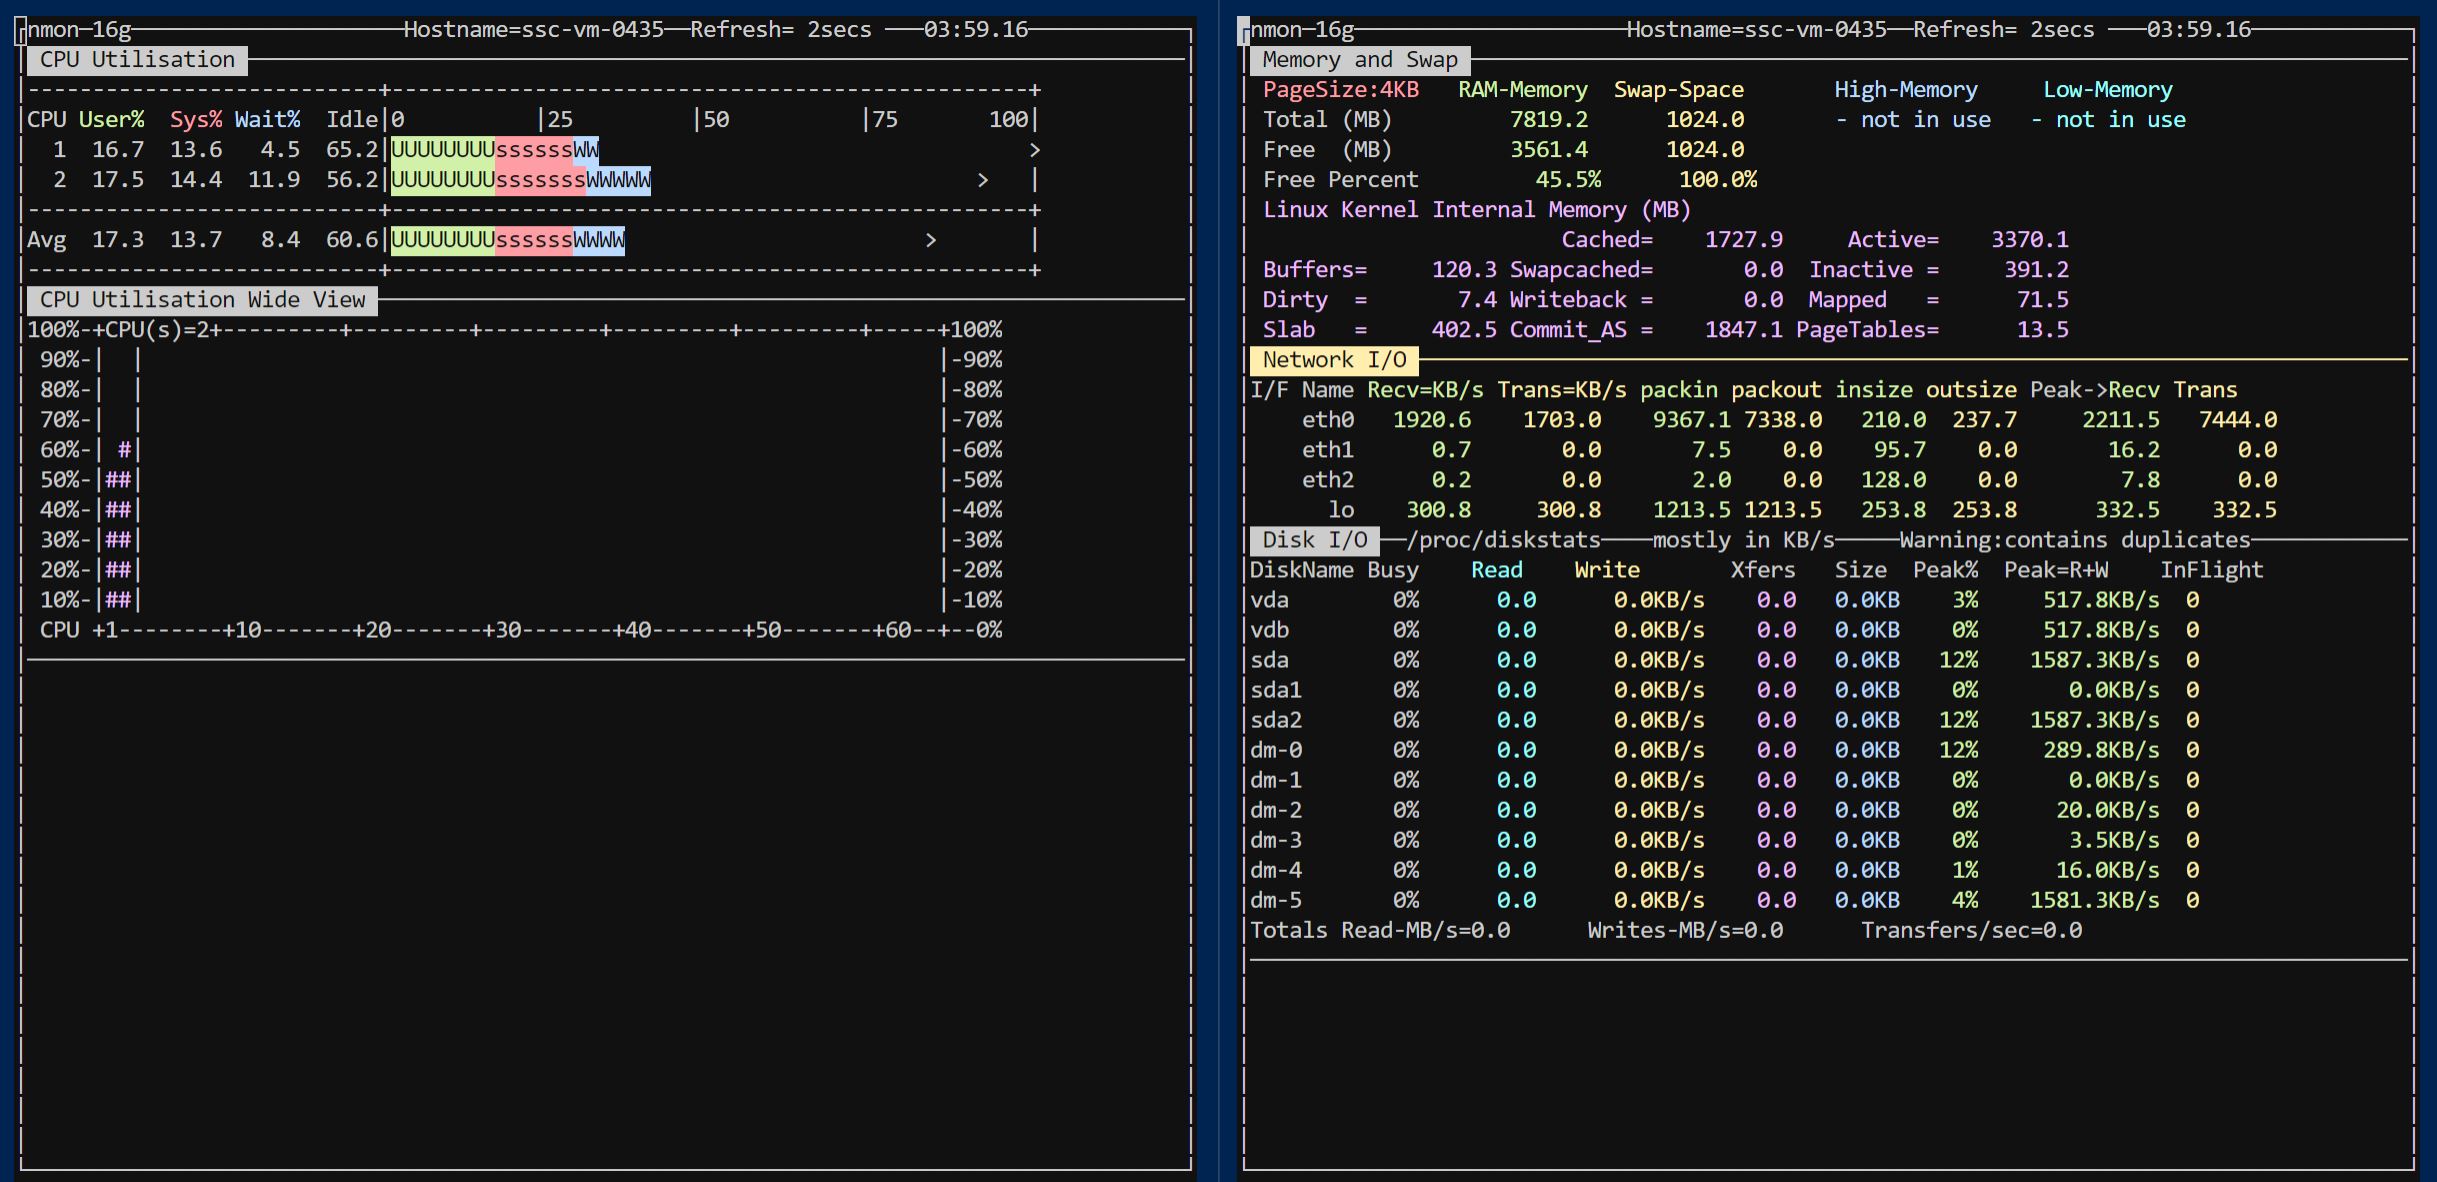 nmon─16g─────────────────────Hostname=ssc-vm-0435──Refresh= 2secs ───03:59.16
CPU Utilisation
---------------------------+-------------------------------------------------+
CPU User%  Sys% Wait%  Idle|0          |25         |50          |75       100|
  1  16.7  13.6   4.5  65.2|UUUUUUUUssssssWW                                 >
  2  17.5  14.4  11.9  56.2|UUUUUUUUsssssssWWWWW                         >   |
---------------------------+-------------------------------------------------+
Avg  17.3  13.7   8.4  60.6|UUUUUUUUssssssWWWW                       >       |
---------------------------+-------------------------------------------------+
CPU Utilisation Wide View
100%-+CPU(s)=2+---------+---------+---------+---------+---------+-----+100%
 90%-|  |                                                             |-90%
 80%-|  |                                                             |-80%
 70%-|  |                                                             |-70%
 60%-| #|                                                             |-60%
 50%-|##|                                                             |-50%
 40%-|##|                                                             |-40%
 30%-|##|                                                             |-30%
 20%-|##|                                                             |-20%
 10%-|##|                                                             |-10%
 CPU +1--------+10-------+20-------+30-------+40-------+50-------+60--+--0%
nmon─16g─────────────────────Hostname=ssc-vm-0435──Refresh= 2secs ───03:59.16
Memory and Swap
PageSize:4KB   RAM-Memory  Swap-Space       High-Memory     Low-Memory
Total (MB)         7819.2      1024.0       - not in use   - not in use
Free  (MB)         3561.4      1024.0
Free Percent         45.5%      100.0%
Linux Kernel Internal Memory (MB)
                       Cached=    1727.9     Active=    3370.1
Buffers=     120.3 Swapcached=       0.0  Inactive =     391.2
Dirty  =       7.4 Writeback =       0.0  Mapped   =      71.5
Slab   =     402.5 Commit_AS =    1847.1 PageTables=      13.5
Network I/O
I/F Name Recv=KB/s Trans=KB/s packin packout insize outsize Peak->Recv Trans
    eth0   1920.6    1703.0    9367.1 7338.0   210.0  237.7     2211.5   7444.0
    eth1      0.7       0.0       7.5    0.0    95.7    0.0       16.2      0.0
    eth2      0.2       0.0       2.0    0.0   128.0    0.0        7.8      0.0
      lo    300.8     300.8    1213.5 1213.5   253.8  253.8      332.5    332.5
Disk I/O ──/proc/diskstats────mostly in KB/s─────Warning:contains duplicates
DiskName Busy    Read    Write       Xfers   Size  Peak%  Peak=R+W    InFlight
vda        0%      0.0      0.0KB/s    0.0   0.0KB    3%     517.8KB/s  0
vdb        0%      0.0      0.0KB/s    0.0   0.0KB    0%     517.8KB/s  0
sda        0%      0.0      0.0KB/s    0.0   0.0KB   12%    1587.3KB/s  0
sda1       0%      0.0      0.0KB/s    0.0   0.0KB    0%       0.0KB/s  0
sda2       0%      0.0      0.0KB/s    0.0   0.0KB   12%    1587.3KB/s  0
dm-0       0%      0.0      0.0KB/s    0.0   0.0KB   12%     289.8KB/s  0
dm-1       0%      0.0      0.0KB/s    0.0   0.0KB    0%       0.0KB/s  0
dm-2       0%      0.0      0.0KB/s    0.0   0.0KB    0%      20.0KB/s  0
dm-3       0%      0.0      0.0KB/s    0.0   0.0KB    0%       3.5KB/s  0
dm-4       0%      0.0      0.0KB/s    0.0   0.0KB    1%      16.0KB/s  0
dm-5       0%      0.0      0.0KB/s    0.0   0.0KB    4%    1581.3KB/s  0
Totals Read-MB/s=0.0      Writes-MB/s=0.0      Transfers/sec=0.0